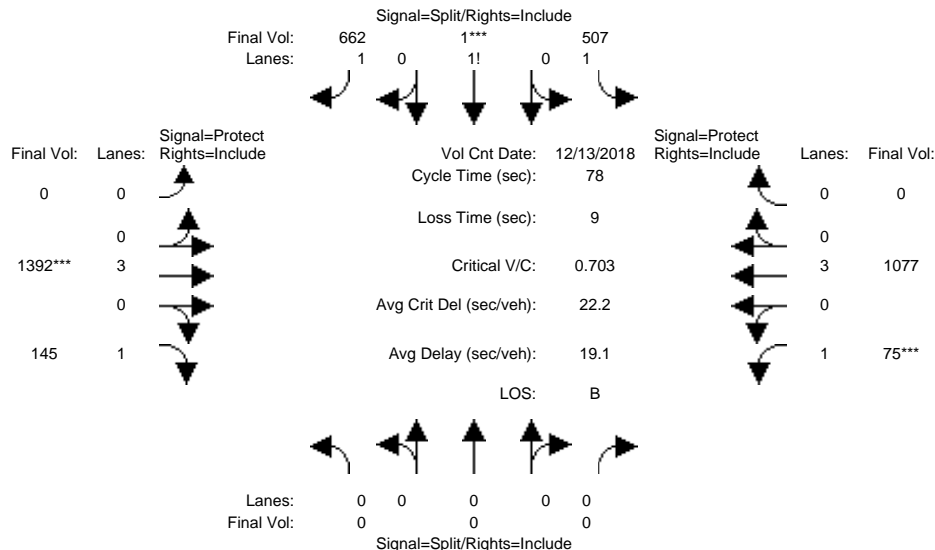 Signal=Split/Rights=Include
Final Vol: 662 1*** 507
Lanes: 1 0 1! 0 1
Signal=Protect Signal=Protect
Final Vol: Lanes: Rights=Include Vol Cnt Date: 12/13/2018 Rights=Include Lanes: Final Vol:
Cycle Time (sec): 78
0 0 0 0
Loss Time (sec): 9
0 0
1392*** 3 Critical V/C: 0.703 3 1077
0 Avg Crit Del (sec/veh): 22.2 0
145 1 Avg Delay (sec/veh): 19.1 1 75***
LOS: B
Lanes: 0 0 0 0 0
Final Vol: 0 0 0
Signal=Split/Rights=Include